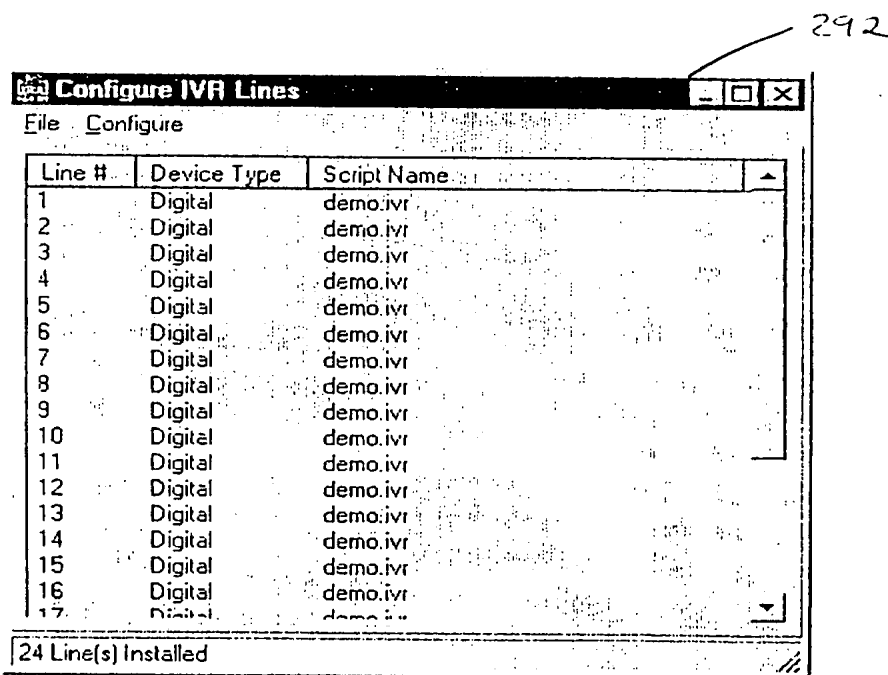 292
Configure IVR Lines
File Configure
Line # Device Type Script Name
1 Digital demo.ivr
2 Digital demo.ivr
3 Digital demo.ivr
4 Digital demo.ivr
5 Digital demo.ivr
6 Digital demo.ivr
7 Digital demo.ivr
8 Digital demo.ivr
9 Digital demo.ivr
10 Digital demo.ivr
11 Digital demo.ivr
12 Digital demo.ivr
13 Digital demo.ivr
14 Digital demo.ivr
15 Digital demo.ivr
16 Digital demo.ivr
17 Digital demo.ivr
24 Line(s) Installed